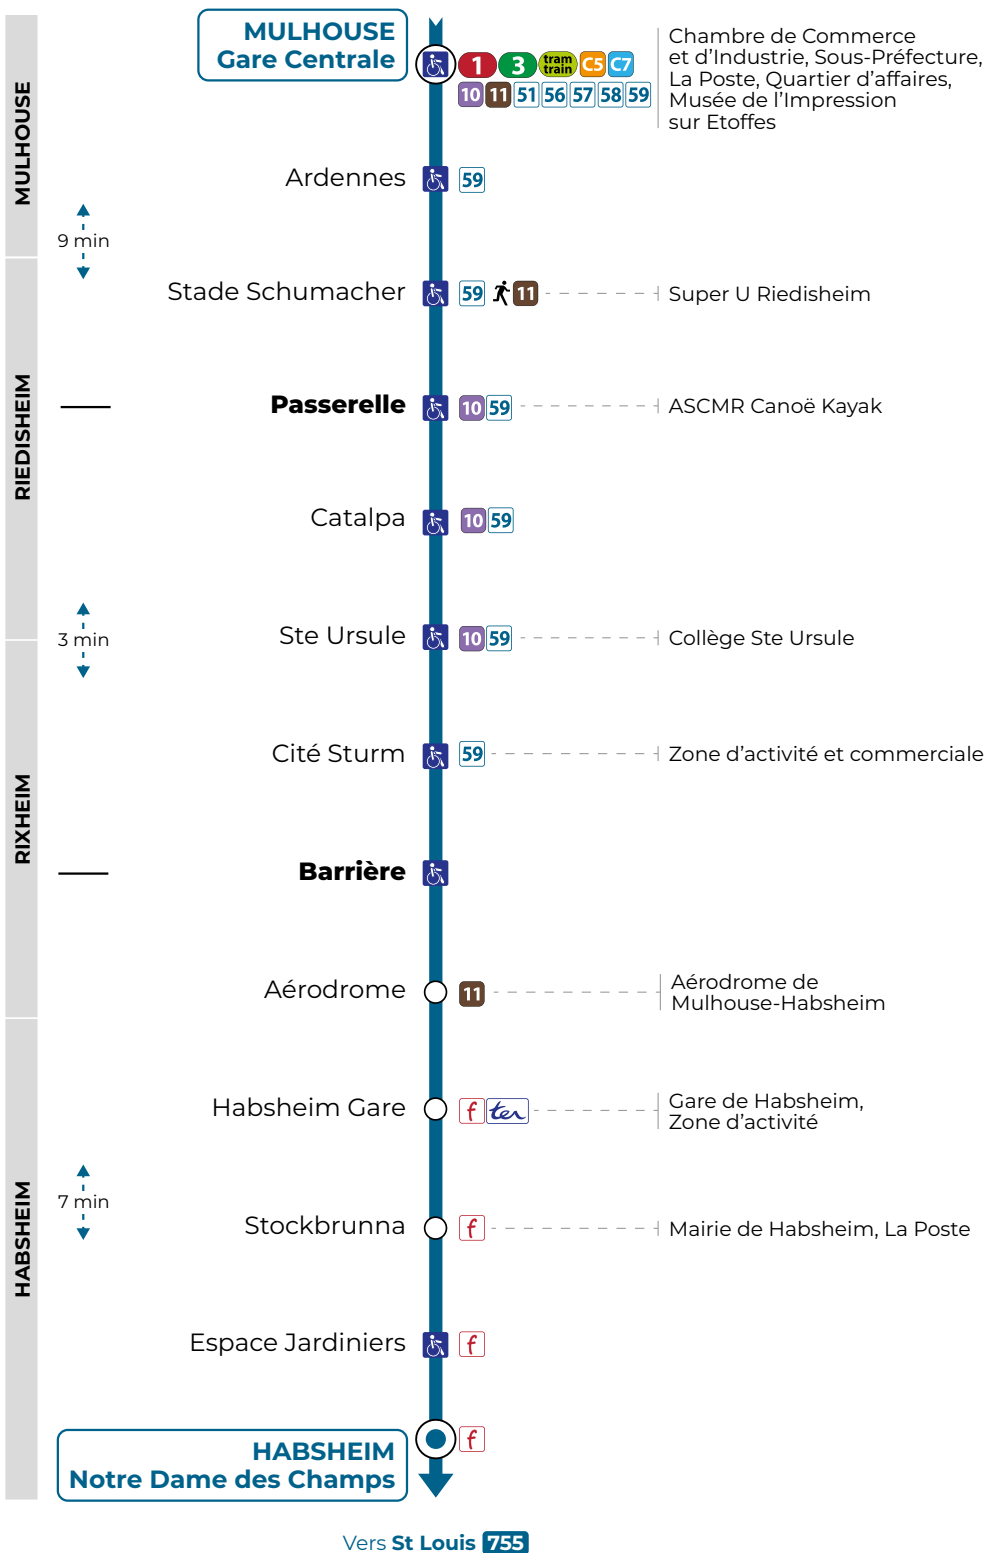 MULHOUSE
Gare Centrale
1 3 tram train C5 C7
10 11 51 56 57 58 59
Chambre de Commerce
et d'Industrie, Sous-Préfecture,
La Poste, Quartier d'affaires,
Musée de l'Impression
sur Etoffes
MULHOUSE
Ardennes 59
9 min
Stade Schumacher 59 11 Super U Riedisheim
RIEDISHEIM
Passerelle 10 59 ASCMR Canoë Kayak
Catalpa 10 59
3 min
Ste Ursule 10 59 Collège Ste Ursule
Cité Sturm 59 Zone d'activité et commerciale
RIXHEIM
Barrière
Aérodrome 11
Aérodrome de
Mulhouse-Habsheim
Habsheim Gare f ter
Gare de Habsheim,
Zone d'activité
HABSHEIM
7 min
Stockbrunna f Mairie de Habsheim, La Poste
Espace Jardiniers f
HABSHEIM
Notre Dame des Champs
f
Vers St Louis 755